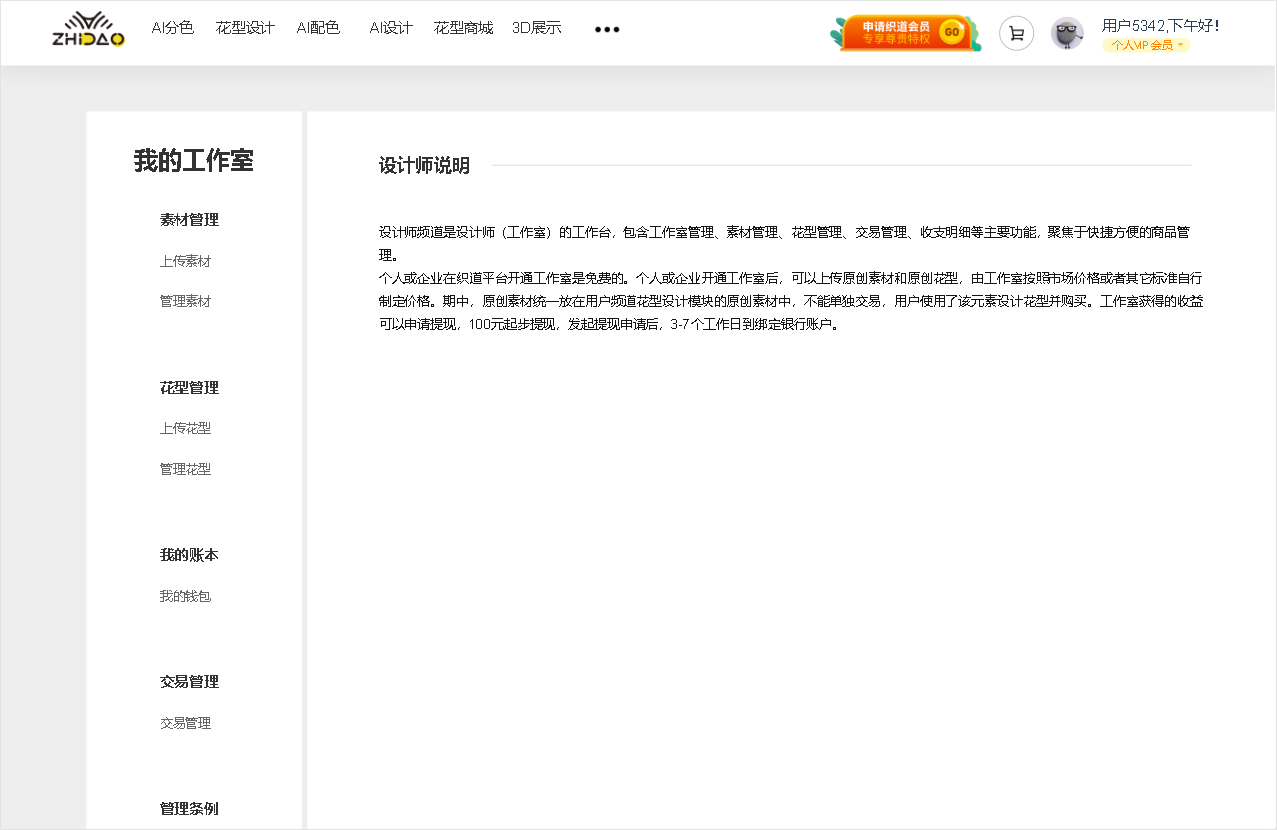 ZHIDAO
AI分色 花型设计 AI配色 AI设计 花型商城 3D展示 •••
申请织道会员
专享尊贵特权
GO
用户5342,下午好！
个人VIP 会员
我的工作室
素材管理
上传素材
管理素材
花型管理
上传花型
管理花型
我的账本
我的钱包
交易管理
交易管理
管理条例
设计师说明
设计师频道是设计师（工作室）的工作台，包含工作室管理、素材管理、花型管理、交易管理、收支明细等主要功能，聚焦于快捷方便的商品管
理。
个人或企业在织道平台开通工作室是免费的。个人或企业开通工作室后，可以上传原创素材和原创花型，由工作室按照市场价格或者其它标准自行
制定价格。期中，原创素材统一放在用户频道花型设计模块的原创素材中，不能单独交易，用户使用了该元素设计花型并购买。工作室获得的收益
可以申请提现，100元起步提现，发起提现申请后，3-7个工作日到绑定银行账户。